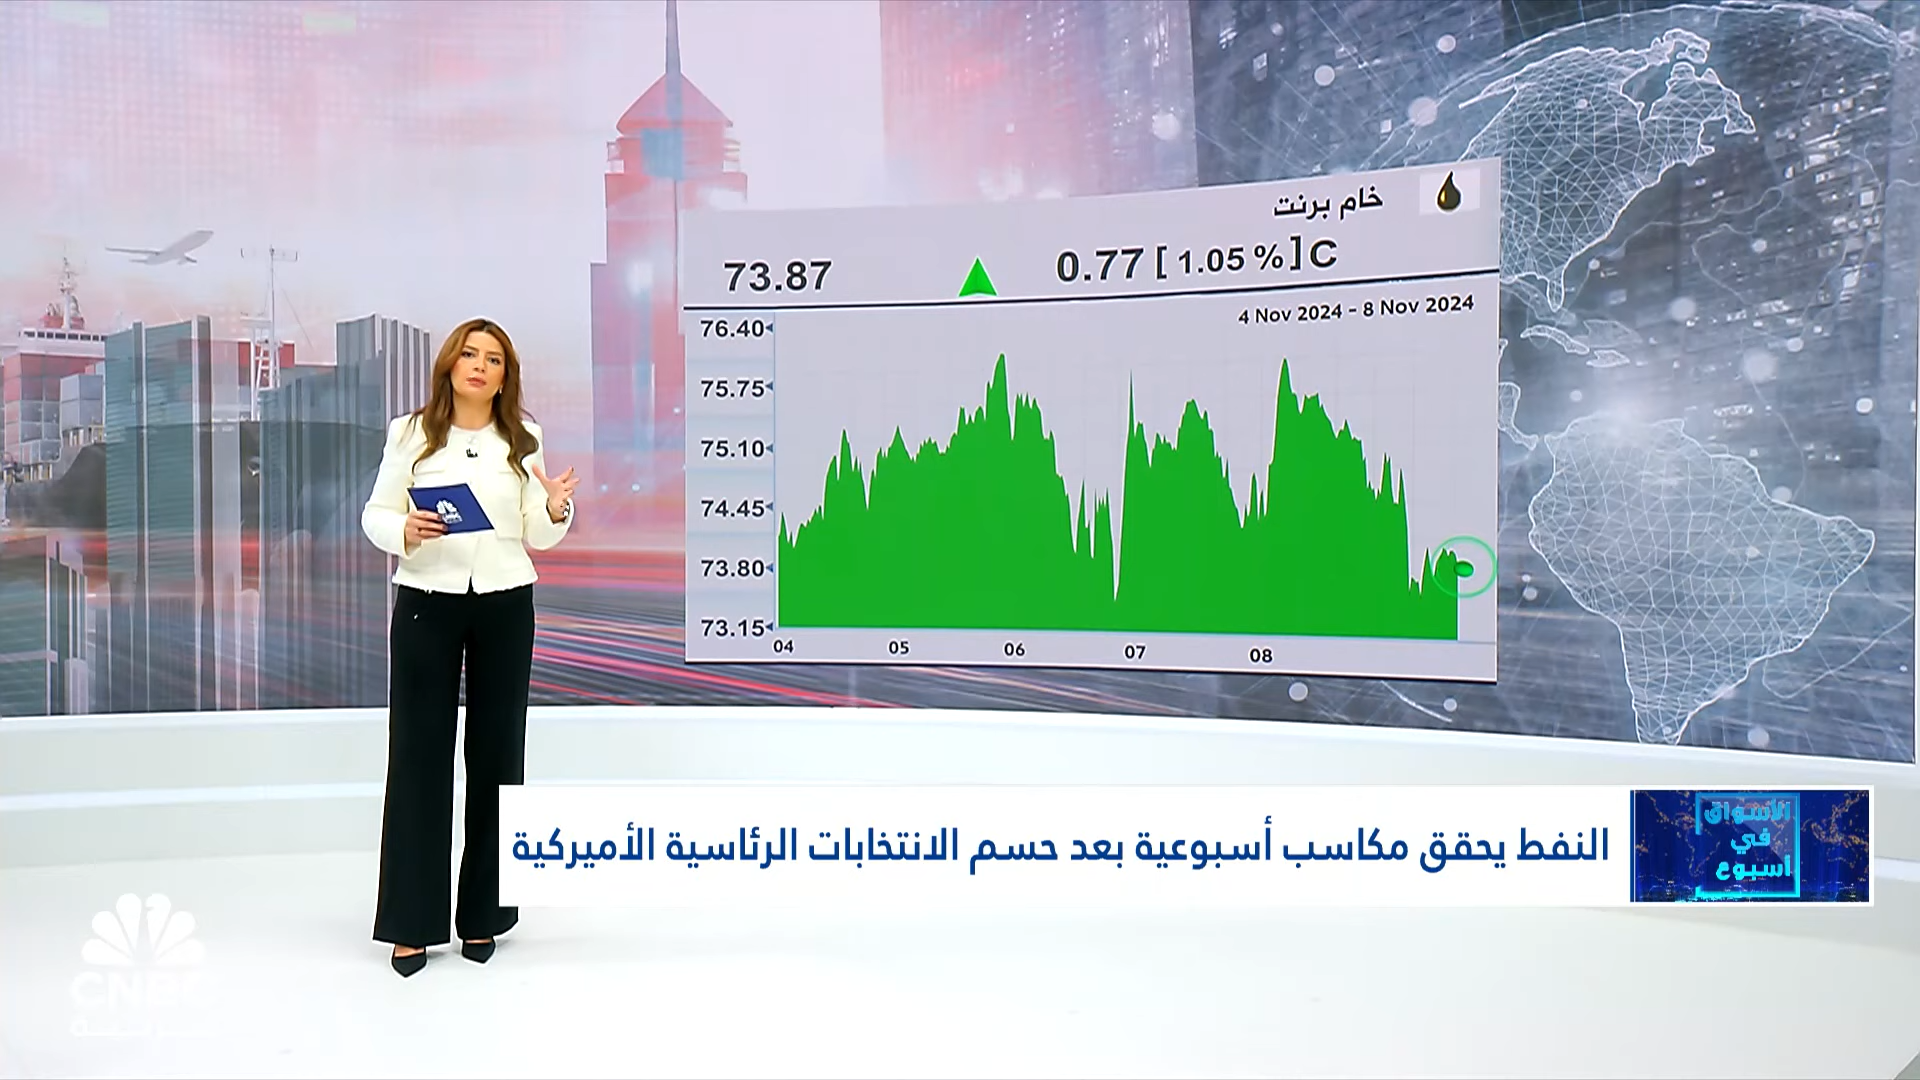 خام برنت
73.87 ▲ 0.77 [ 1.05 % ] C
4 Nov 2024 - 8 Nov 2024
76.40
75.75
75.10
74.45
73.80
73.15
04 05 06 07 08
النفط يحقق مكاسب أسبوعية بعد حسم الانتخابات الرئاسية الأميركية
الأسواق
في
أسبوع
CNBC
عربية